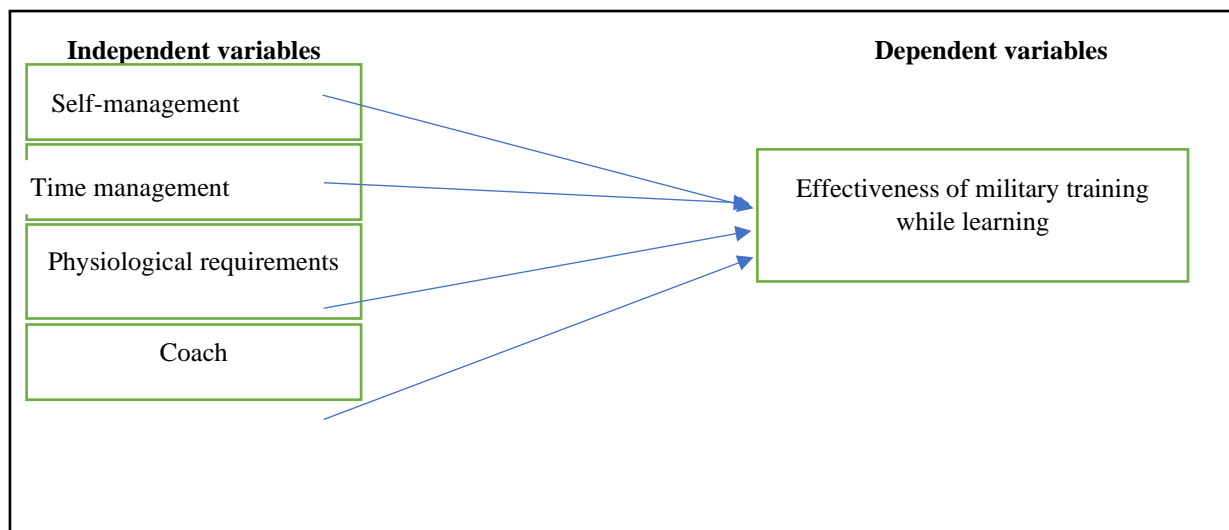 Independent variables
Self-management
Time management
Physiological requirements
Coach
Dependent variables
Effectiveness of military training
while learning